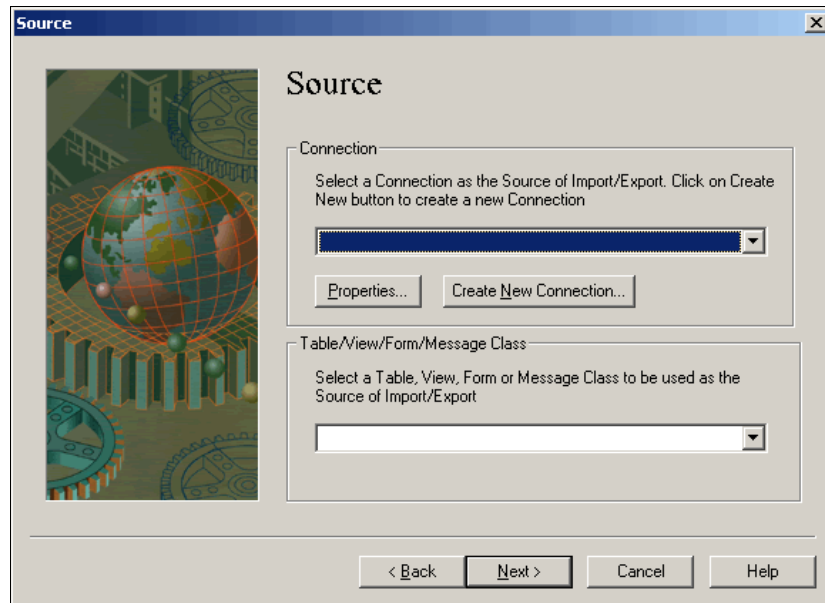 Source
Source
Connection
Select a Connection as the Source of Import/Export. Click on Create
New button to create a new Connection
Properties...
Create New Connection...
Table/View/Form/Message Class
Select a Table, View, Form or Message Class to be used as the
Source of Import/Export
< Back
Next >
Cancel
Help